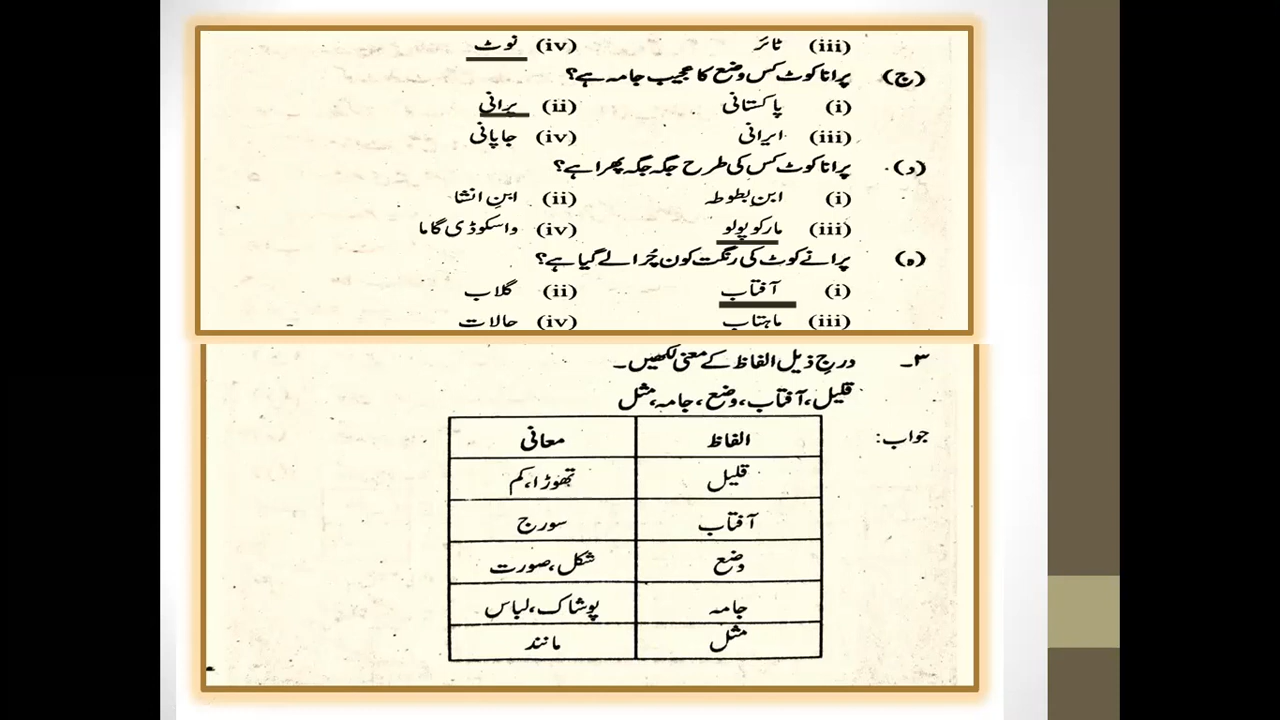 (iii) ٹائر (iv) نوٹ
(ج) پرانا کوٹ کس وضع کا عجیب جامہ ہے؟
(i) پاکستانی (ii) پرانی
(iii) ایرانی (iv) جاپانی
(د) پرانا کوٹ کس کی طرح جگہ جگہ پھرا ہے؟
(i) ابن بطوطہ (ii) ابنِ انشا
(iii) مارکوپولو (iv) واسکوڈی گاما
(ہ) پرانے کوٹ کی رنگت کون چُرا لے گیا ہے؟
(i) آفتاب (ii) گلاب
(iii) ماہتاب (iv) حالات
۳۔ درجِ ذیل الفاظ کے معنی لکھیں۔
قلیل، آفتاب، وضع، جامہ، مثل
جواب: الفاظ معانی
قلیل تھوڑا، کم
آفتاب سورج
وضع شکل، صورت
جامہ پوشاک، لباس
مثل مانند